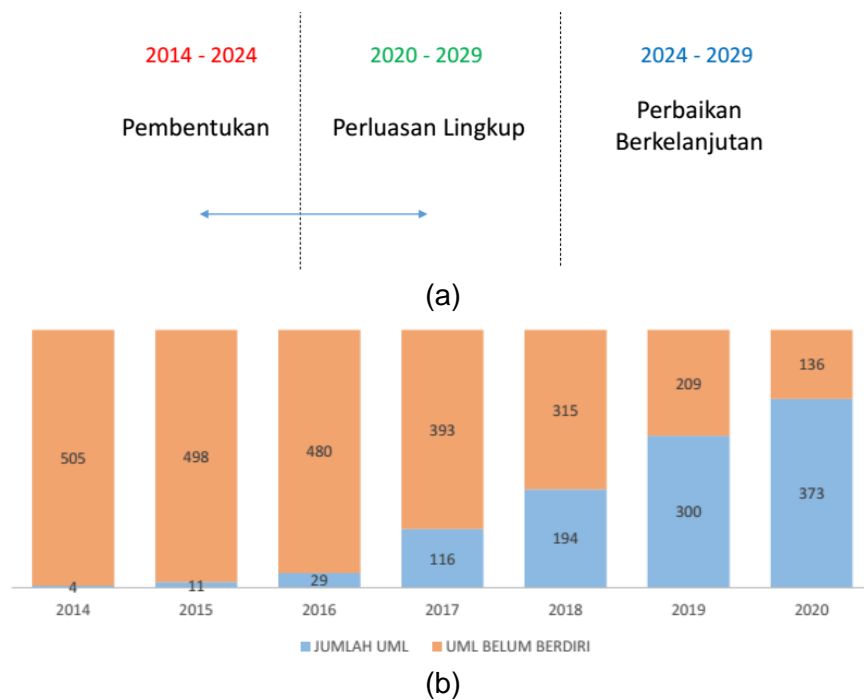 2014 - 2024
2020 - 2029
2024 - 2029
Pembentukan
Perluasan Lingkup
Perbaikan
Berkelanjutan
(a)
505 498 480 393 315 209 136
4 11 29 116 194 300 373
2014 2015 2016 2017 2018 2019 2020
JUMLAH UML UML BELUM BERDIRI
(b)